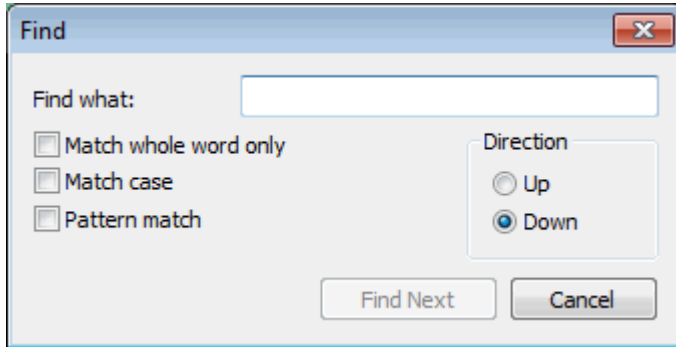 Find
Find what:
Match whole word only
Match case
Pattern match
Direction
Up
Down
Find Next
Cancel